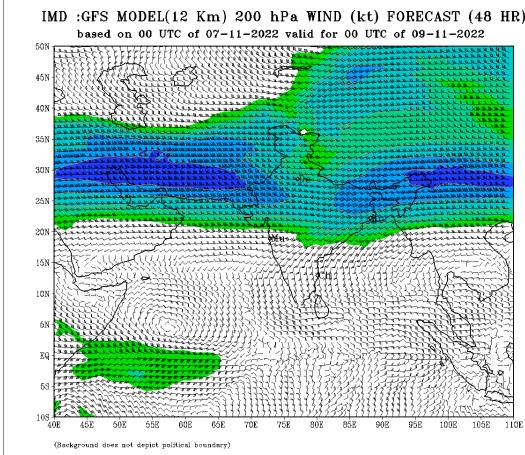 IMD :GFS MODEL(12 Km) 200 hPa WIND (kt) FORECAST (48 HR)
based on 00 UTC of 07-11-2022 valid for 00 UTC of 09-11-2022
50N
45N
40N
35N
30N
25N
20N
15N
10N
5N
EQ
5S
10S
40E 45E 50E 55E 60E 65E 70E 75E 80E 85E 90E 95E 100E 105E 110E
(Background does not depict political boundary)